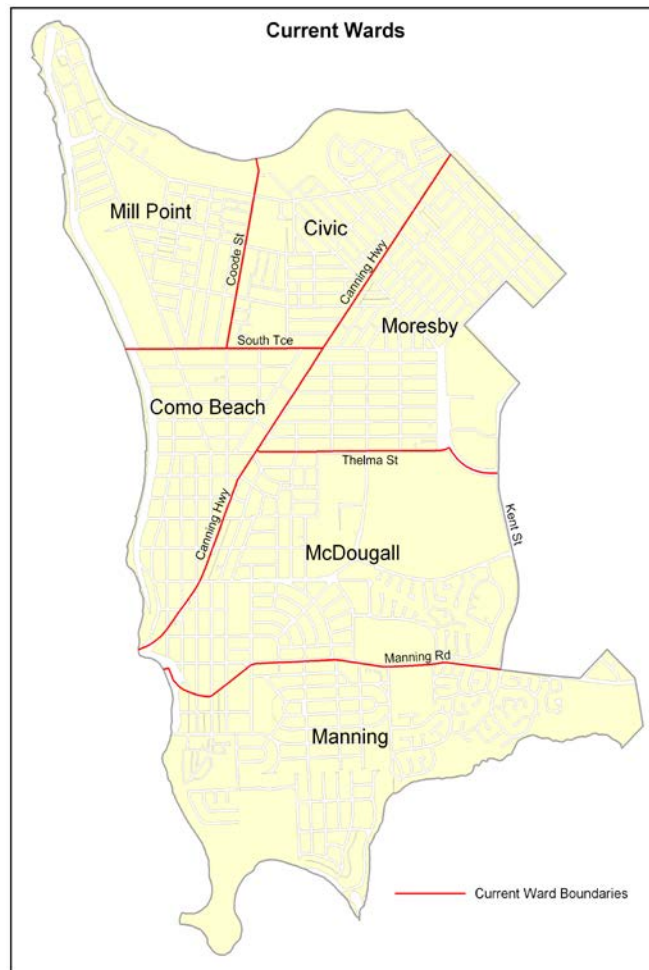 Current Wards
Mill Point
Civic
Coode St
Canning Hwy
Moresby
South Tce
Como Beach
Thelma St
Canning Hwy
Kent St
McDougall
Manning Rd
Manning
Current Ward Boundaries